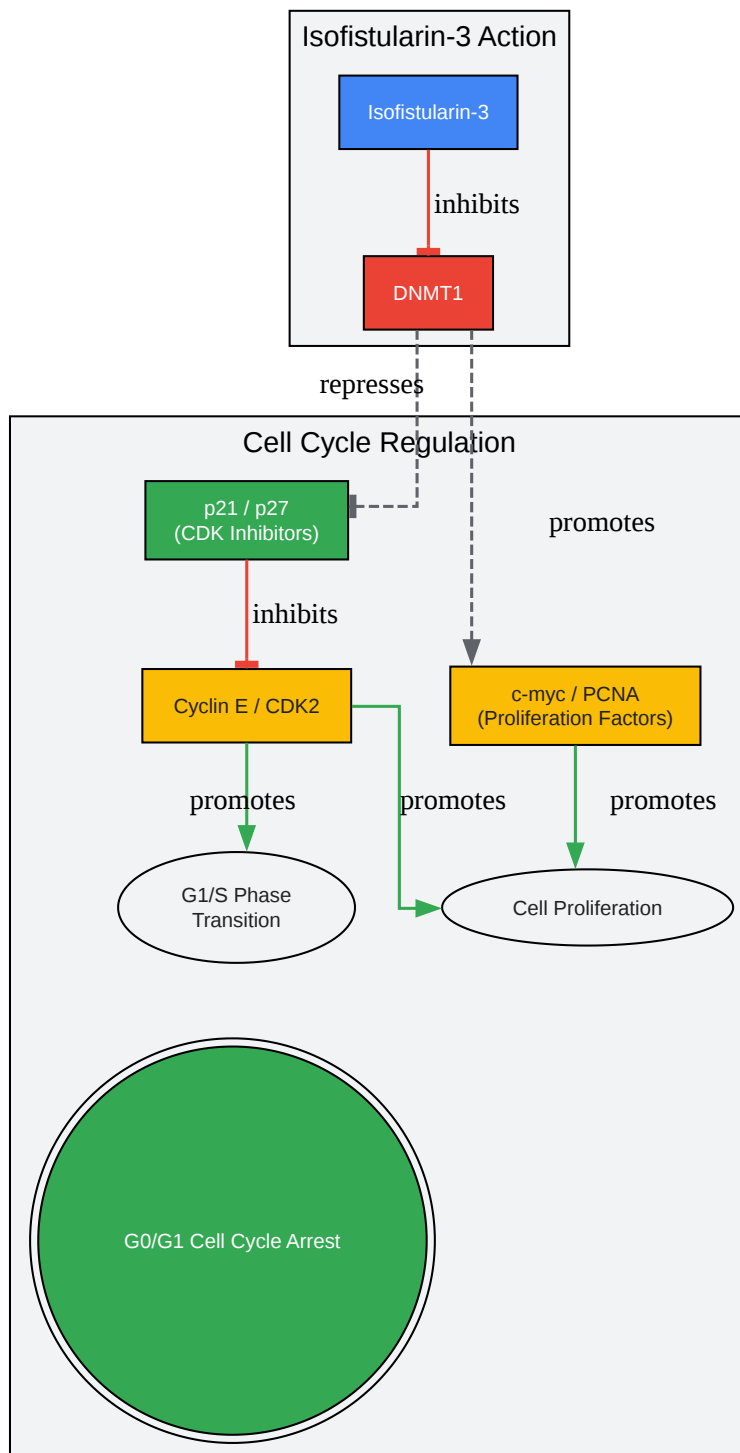 Isofistularin-3 Action
Isofistularin-3
inhibits
DNMT1
represses
Cell Cycle Regulation
p21 / p27
(CDK Inhibitors)
promotes
inhibits
Cyclin E / CDK2
c-myc / PCNA
(Proliferation Factors)
promotes
promotes
promotes
G1/S Phase
Transition
Cell Proliferation
G0/G1 Cell Cycle Arrest